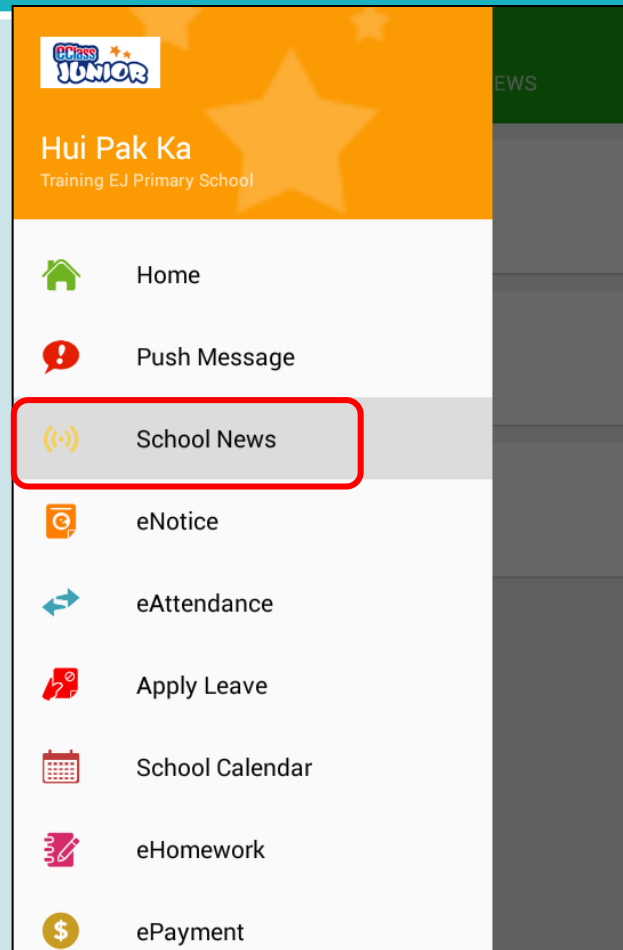 eClass
JUNIOR
EWS
Hui Pak Ka
Training EJ Primary School
Home
Push Message
School News
eNotice
eAttendance
Apply Leave
School Calendar
eHomework
$
ePayment